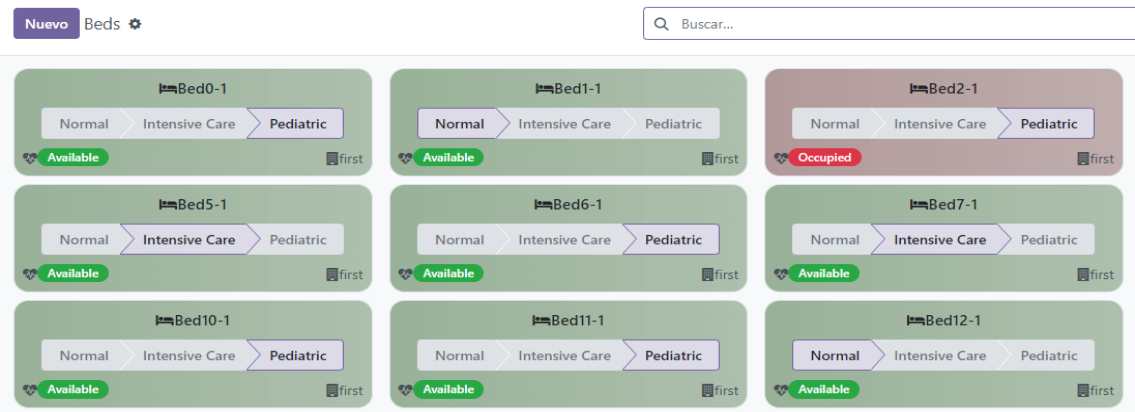 Nuevo Beds Buscar...
Bed0-1 Bed1-1 Bed2-1
Normal Intensive Care Pediatric Normal Intensive Care Pediatric Normal Intensive Care Pediatric
Available first Available first Occupied first
Bed5-1 Bed6-1 Bed7-1
Normal Intensive Care Pediatric Normal Intensive Care Pediatric Normal Intensive Care Pediatric
Available first Available first Available first
Bed10-1 Bed11-1 Bed12-1
Normal Intensive Care Pediatric Normal Intensive Care Pediatric Normal Intensive Care Pediatric
Available first Available first Available first